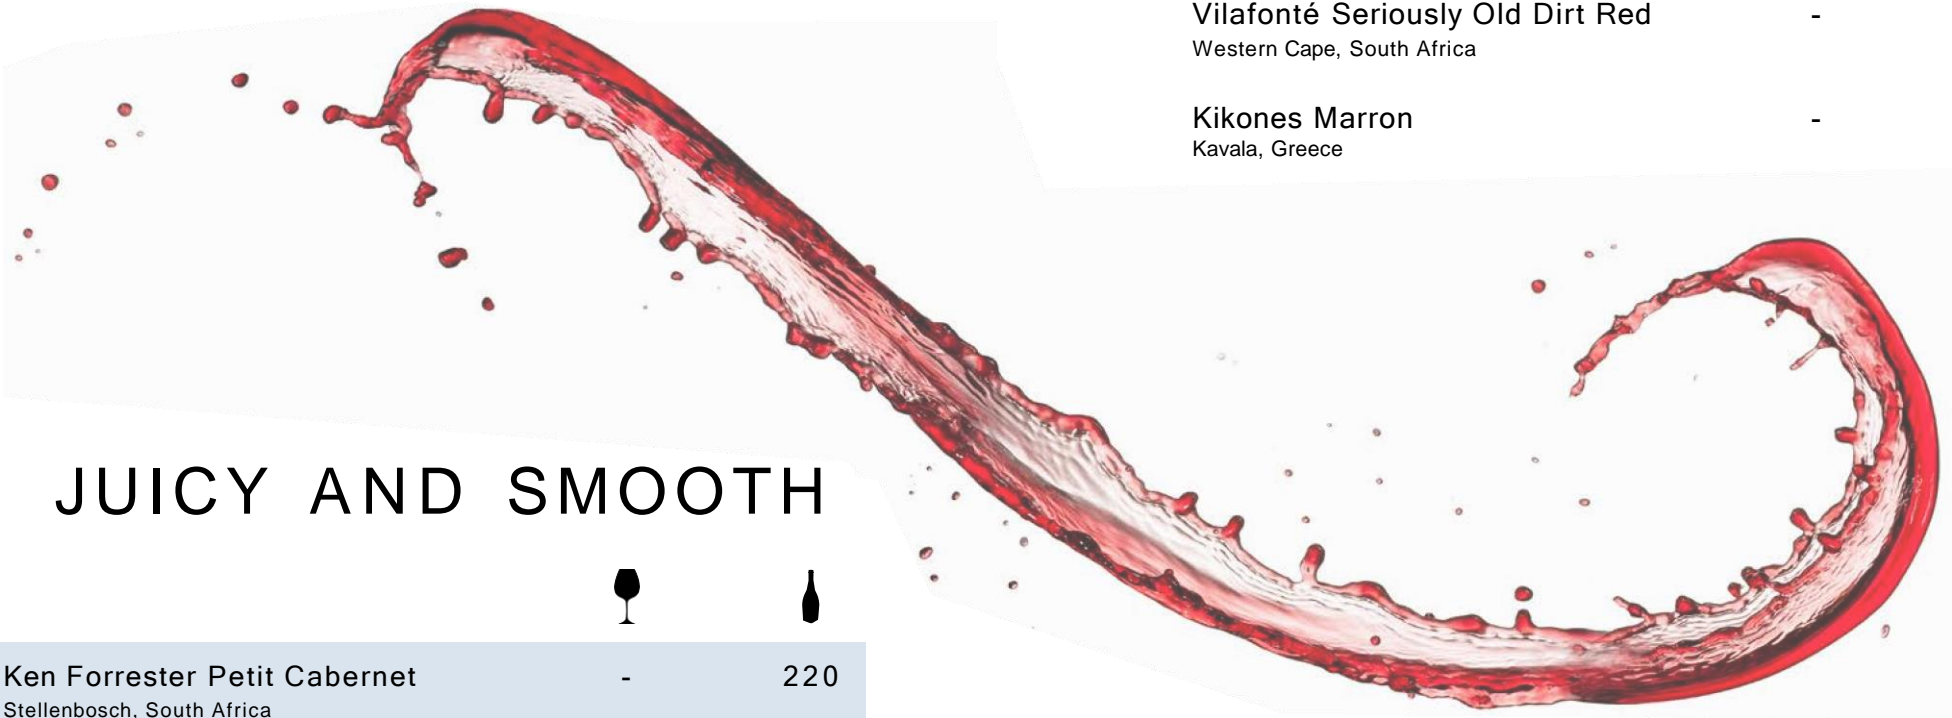 Vilafonté Seriously Old Dirt Red -
Western Cape, South Africa
Kikones Marron -
Kavala, Greece
JUICY AND SMOOTH
Ken Forrester Petit Cabernet - 220
Stellenbosch, South Africa